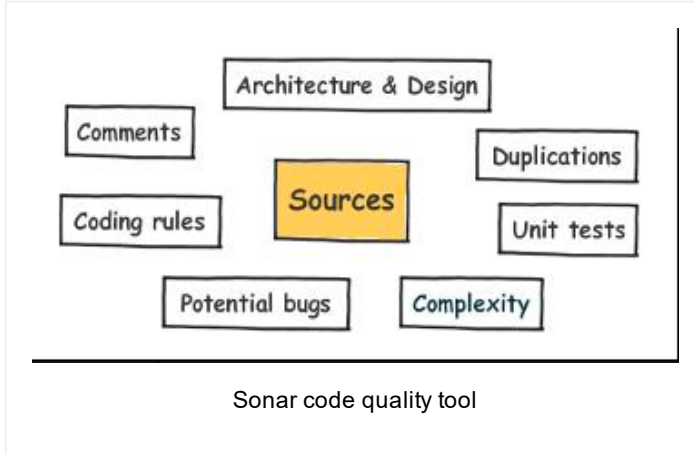 Architecture & Design
Comments
Duplications
Sources
Coding rules
Unit tests
Potential bugs
Complexity
Sonar code quality tool